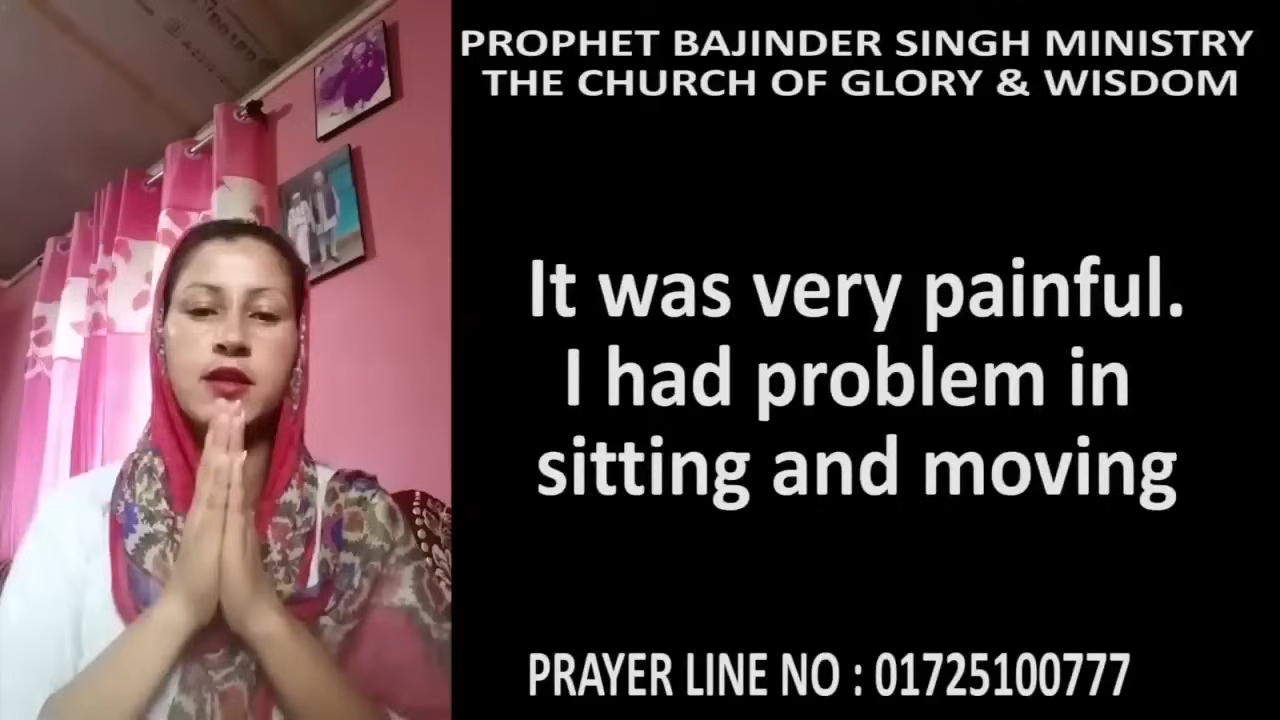 PROPHET BAJINDER SINGH MINISTRY
THE CHURCH OF GLORY & WISDOM
It was very painful.
I had problem in
sitting and moving
PRAYER LINE NO : 01725100777